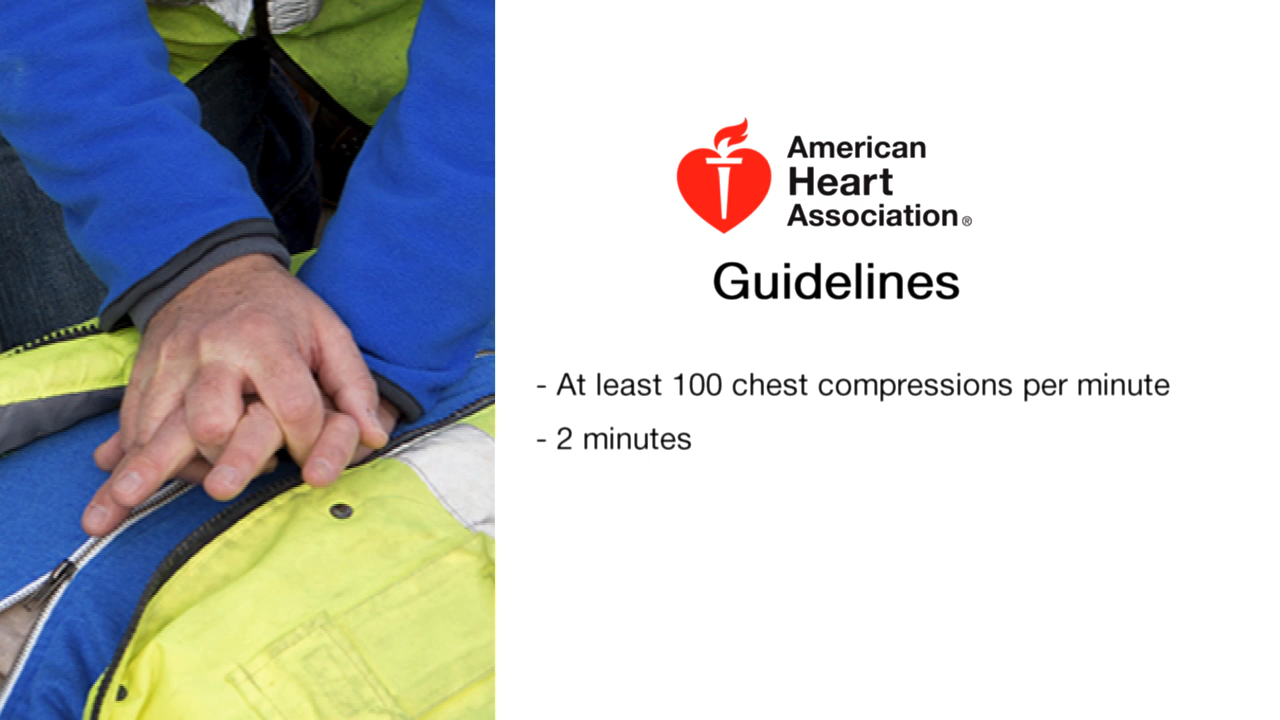 American
Heart
Association®
Guidelines
- At least 100 chest compressions per minute
- 2 minutes